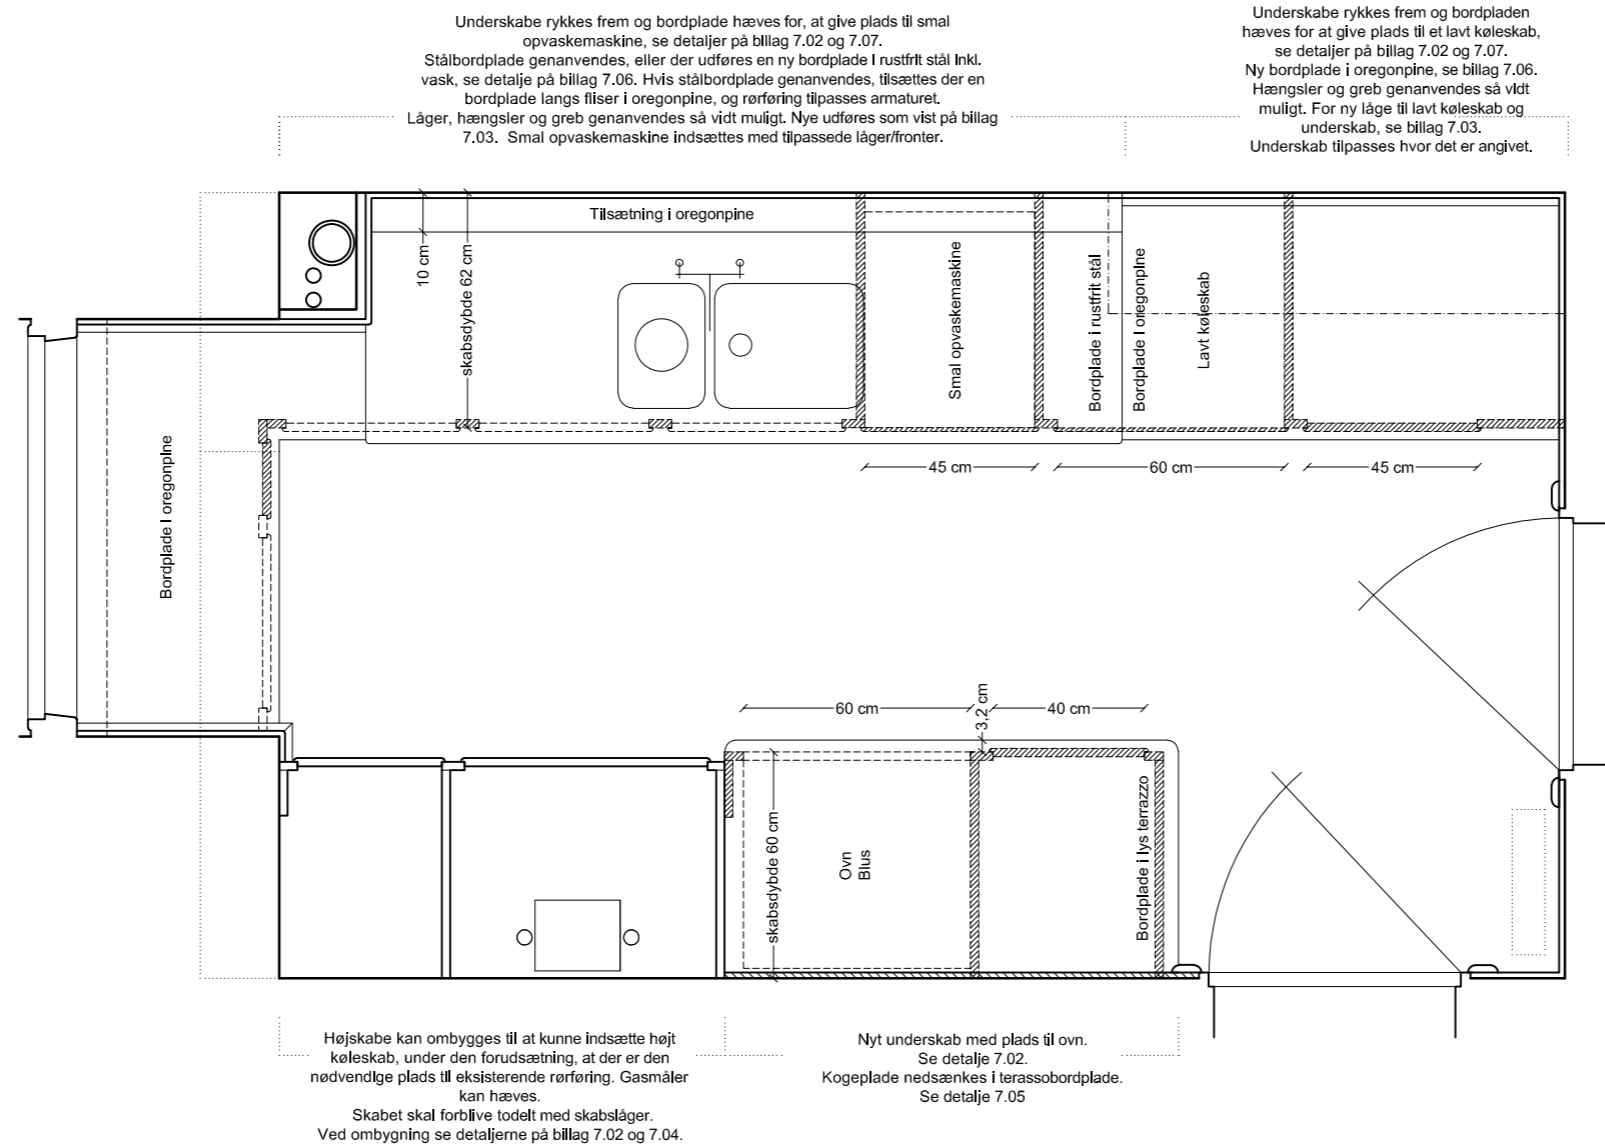 Underskabe rykkes frem og bordplade hæves for, at give plads til smal
opvaskemaskine, se detaljer på billag 7.02 og 7.07.
Stålbordplade genanvendes, eller der udføres en ny bordplade i rustfrit stål inkl.
vask, se detalje på billag 7.06. Hvis stålbordplade genanvendes, tilsættes der en
bordplade langs fliser i oregonpine, og rørføring tilpasses armaturet.
Låger, hængsler og greb genanvendes så vidt muligt. Nye udføres som vist på billag
7.03. Smal opvaskemaskine indsættes med tilpassede låger/fronter.
Underskabe rykkes frem og bordpladen
hæves for at give plads til et lavt køleskab,
se detaljer på billag 7.02 og 7.07.
Ny bordplade i oregonpine, se billag 7.06.
Hængsler og greb genanvendes så vidt
muligt. For ny låge til lavt køleskab og
underskab, se billag 7.03.
Underskab tilpasses hvor det er angivet.
Tilsætning i oregonpine
10 cm
skabsdybde 62 cm
Smal opvaskemaskine
Bordplade i rustfrit stål
Bordplade i oregonpine
Lavt køleskab
45 cm
60 cm
45 cm
Bordplade i oregonpine
60 cm
3,2 cm
40 cm
skabsdybde 60 cm
Ovn
Blus
Bordplade i lys terrazzo
Højskabe kan ombygges til at kunne indsætte højt
køleskab, under den forudsætning, at der er den
nødvendige plads til eksisterende rørføring. Gasmåler
kan hæves.
Skabet skal forblive todelt med skabslåger.
Ved ombygning se detaljerne på billag 7.02 og 7.04.
Nyt underskab med plads til ovn.
Se detalje 7.02.
Kogeplade nedsænkes i terassobordplade.
Se detalje 7.05